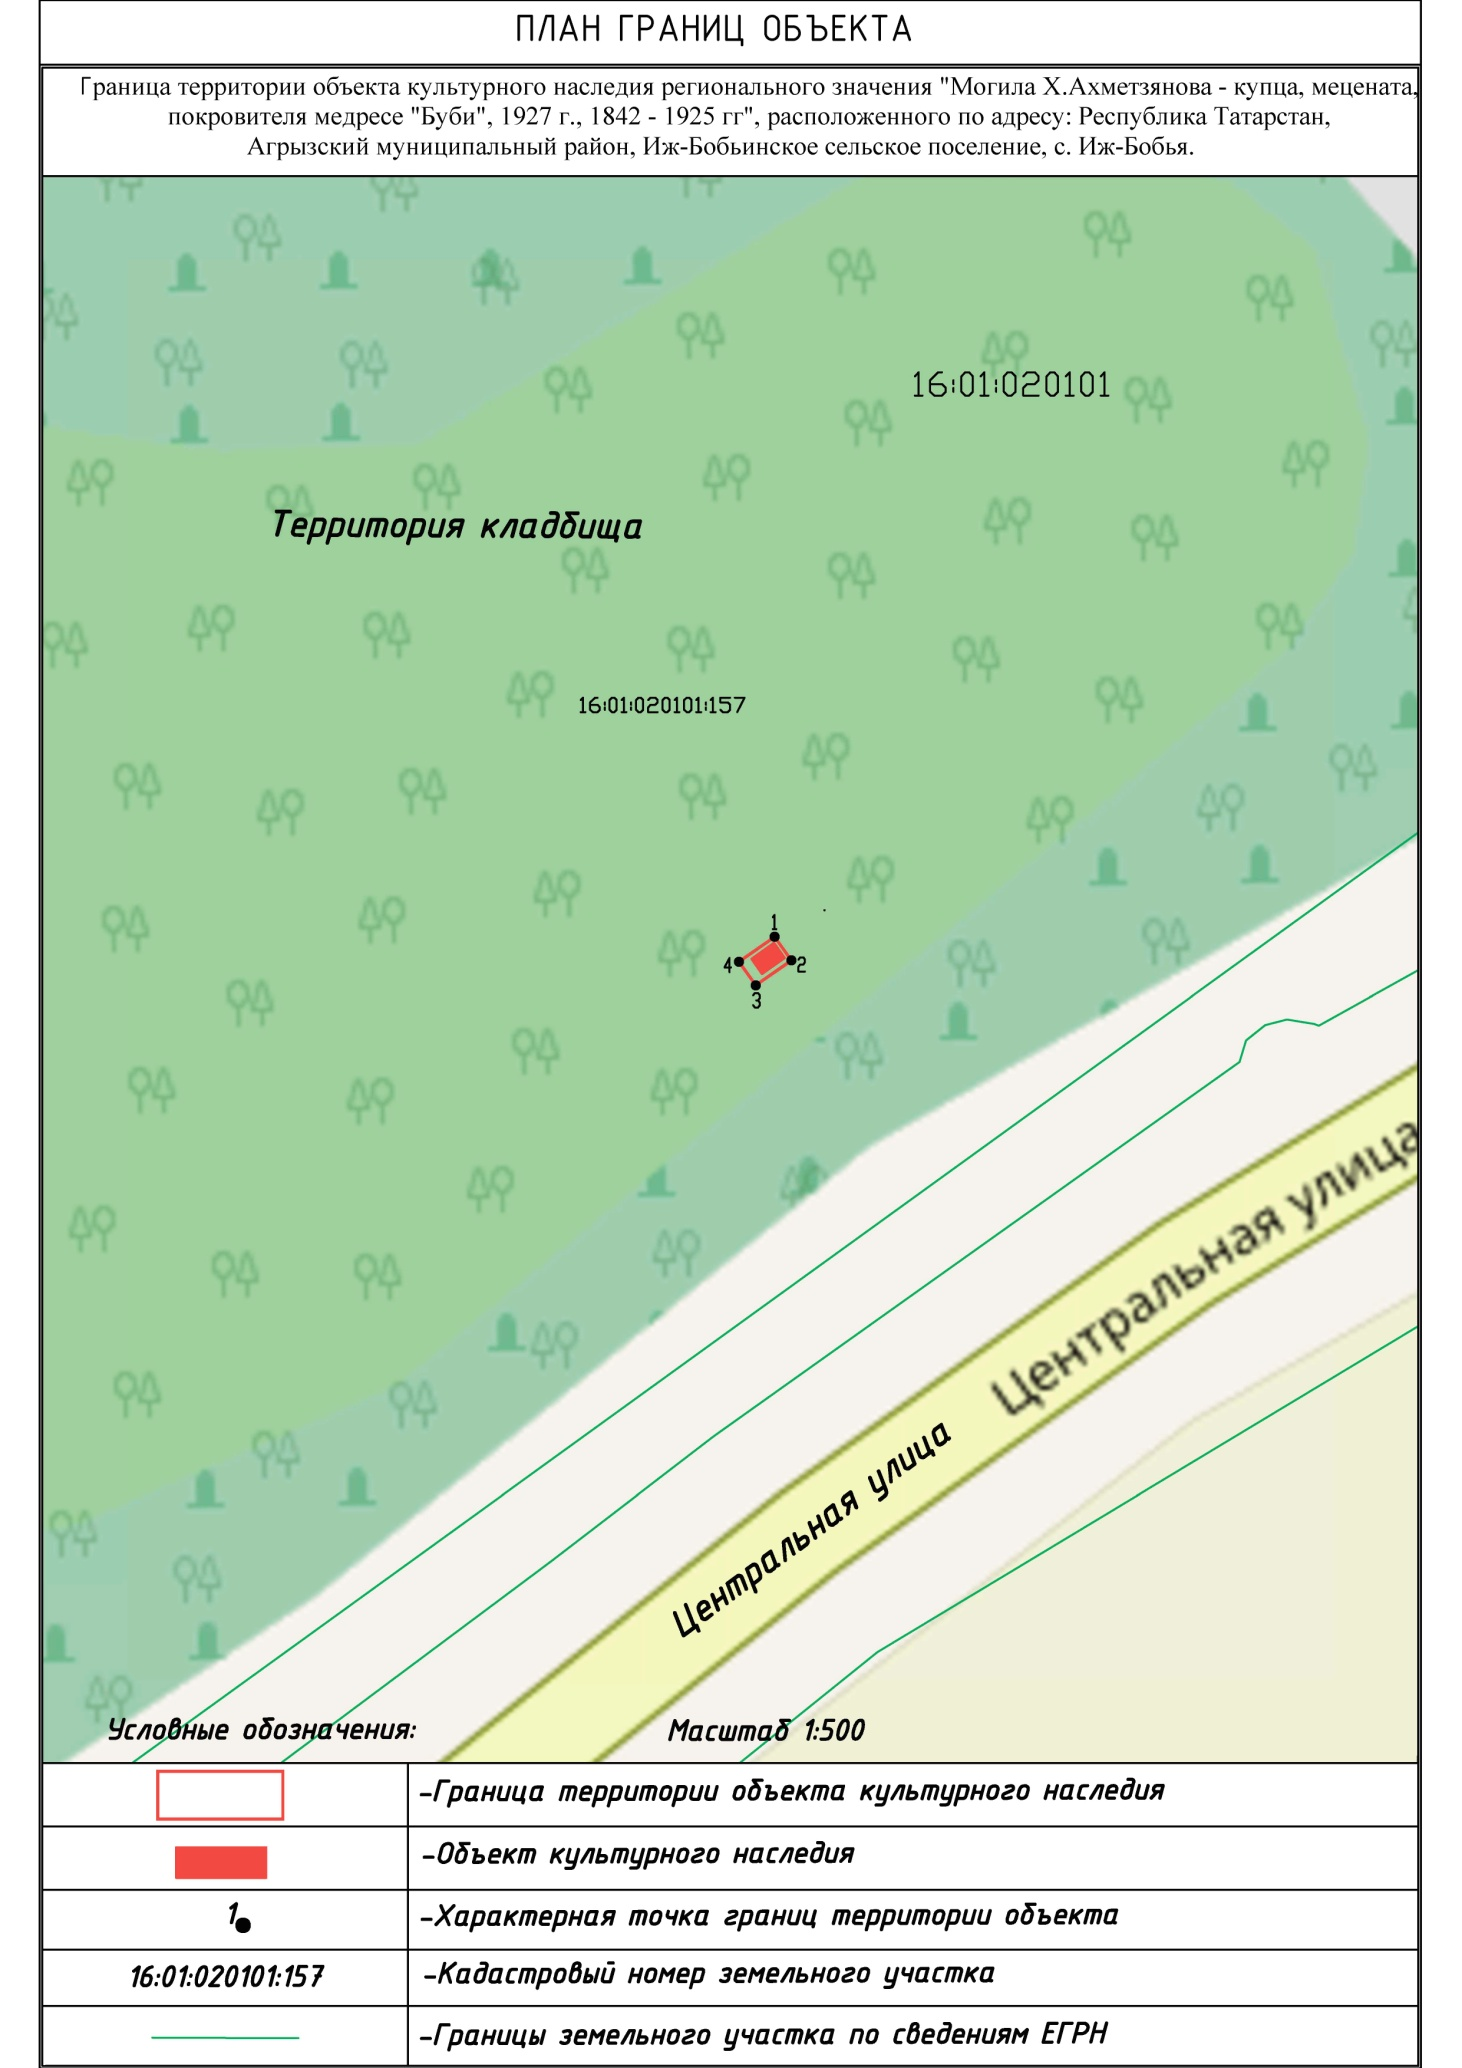 ПЛАН ГРАНИЦ ОБЪЕКТА
Граница территории объекта культурного наследия регионального значения "Могила Х.Ахметзянова - купца, мецената,
покровителя медресе "Буби", 1927 г., 1842 - 1925 гг", расположенного по адресу: Республика Татарстан,
Агрызский муниципальный район, Иж-Бобьинское сельское поселение, с. Иж-Бобья.
16:01:020101
Территория кладбища
16:01:020101:157
1
4
2
3
Центральная улица
Центральная улица
Условные обозначения:
Масштаб 1:500
-Граница территории объекта культурного наследия
-Объект культурного наследия
1
-Характерная точка границ территории объекта
16:01:020101:157
-Кадастровый номер земельного участка
-Границы земельного участка по сведениям ЕГРН